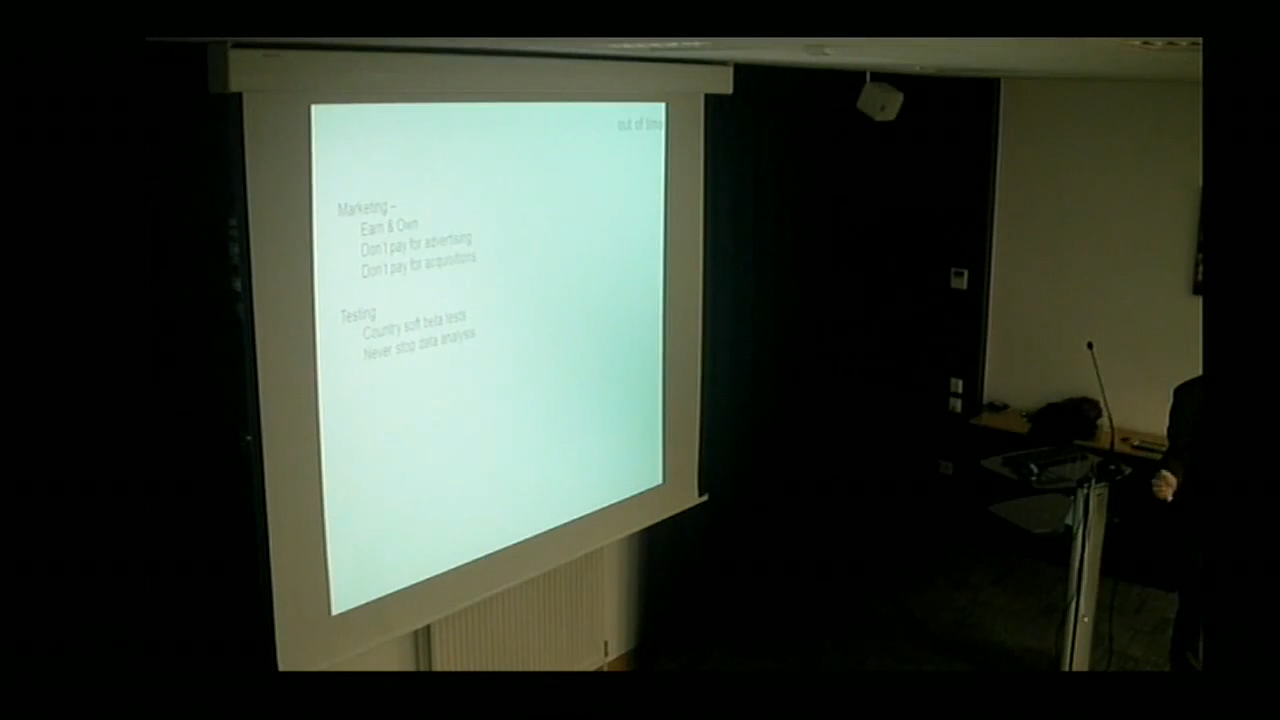 out of time
Marketing –
Earn & Own
Don't pay for advertising
Don't pay for acquisitions
Testing
Country soft beta tests
Never stop data analysis